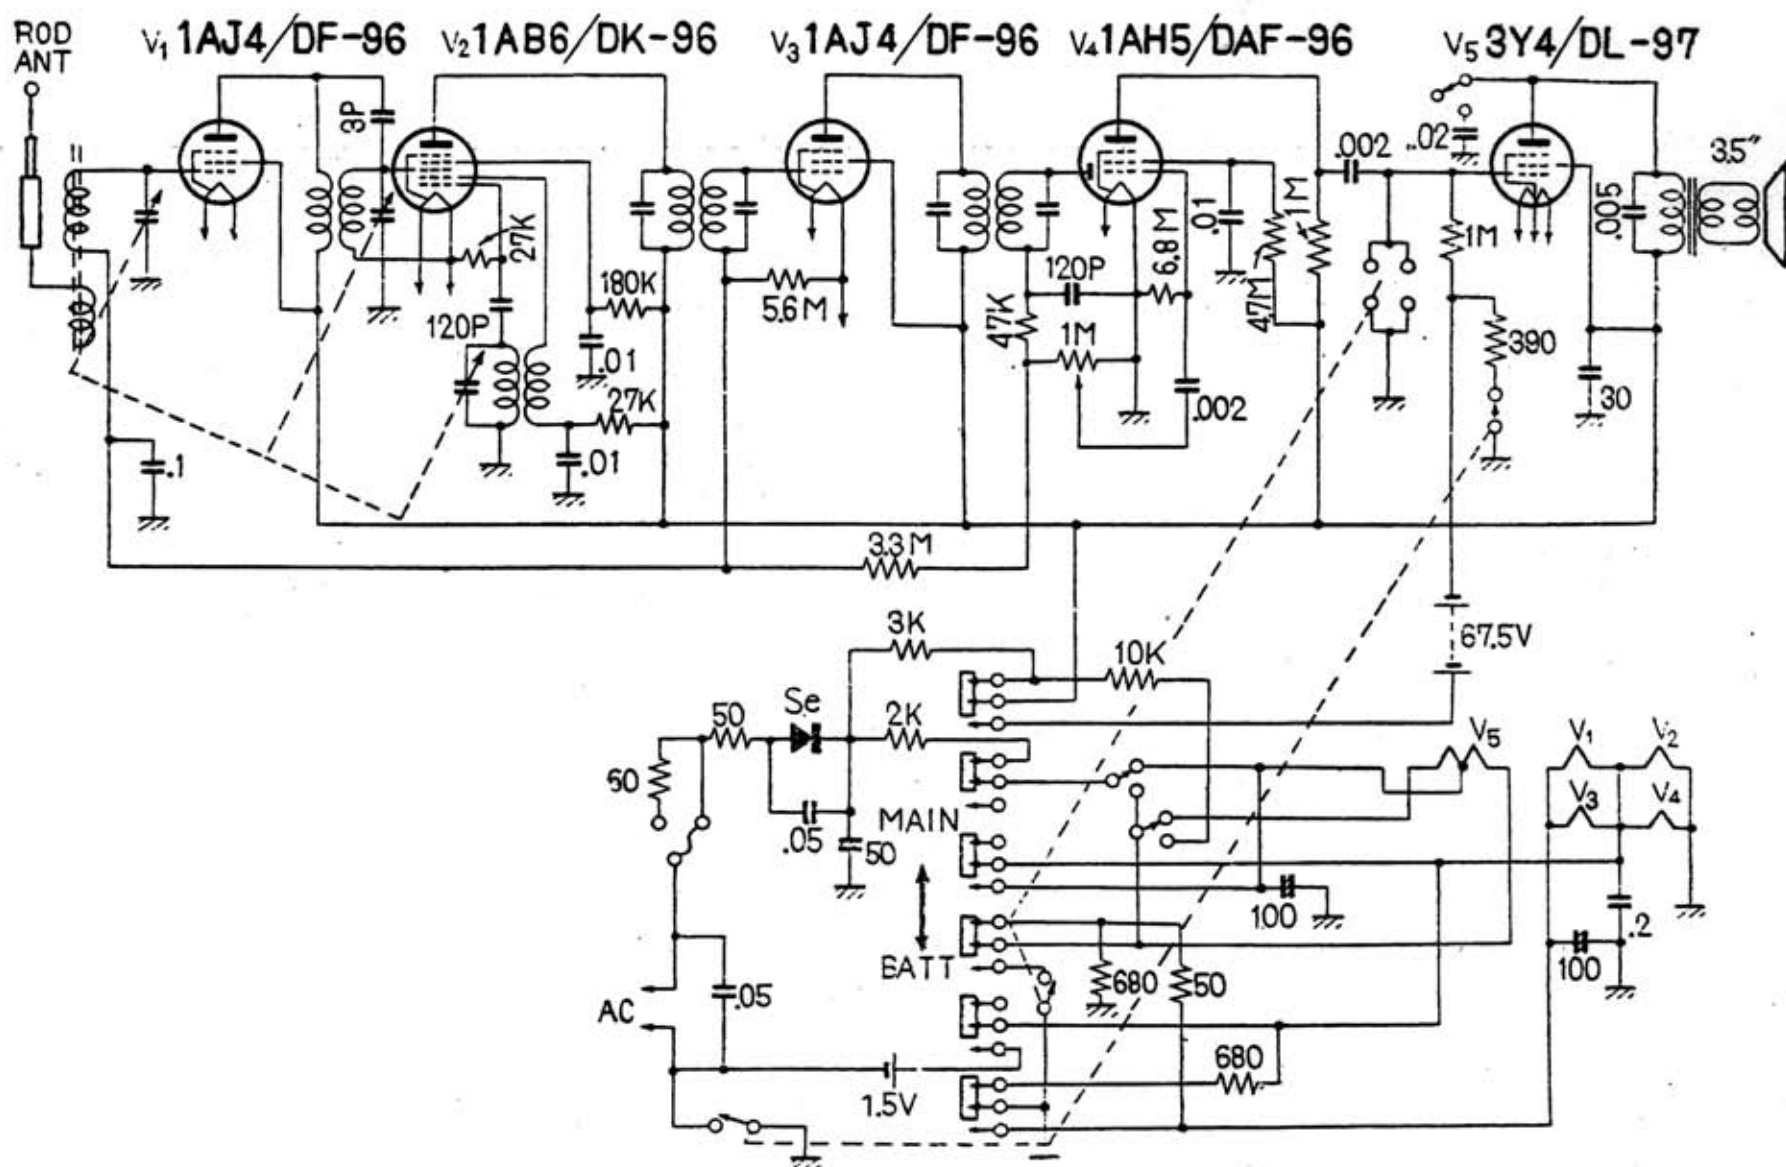 ROD
ANT
V₁ 1AJ4/DF-96
V₂ 1AB6/DK-96
V₃ 1AJ4/DF-96
V₄ 1AH5/DAF-96
V₅ 3Y4/DL-97
3P
27K
180K
120P
.01
27K
.01
.1
5.6M
47K
120P
1M
6.8M
.002
.01
4.7M
1M
.002
.02
1M
390
30
.005
3.5"
3.3M
67.5V
3K
10K
Se
50
2K
60
.05
50
MAIN
BATT
V₅
V₁
V₂
V₃
V₄
100
.2
100
680
50
AC
.05
680
1.5V